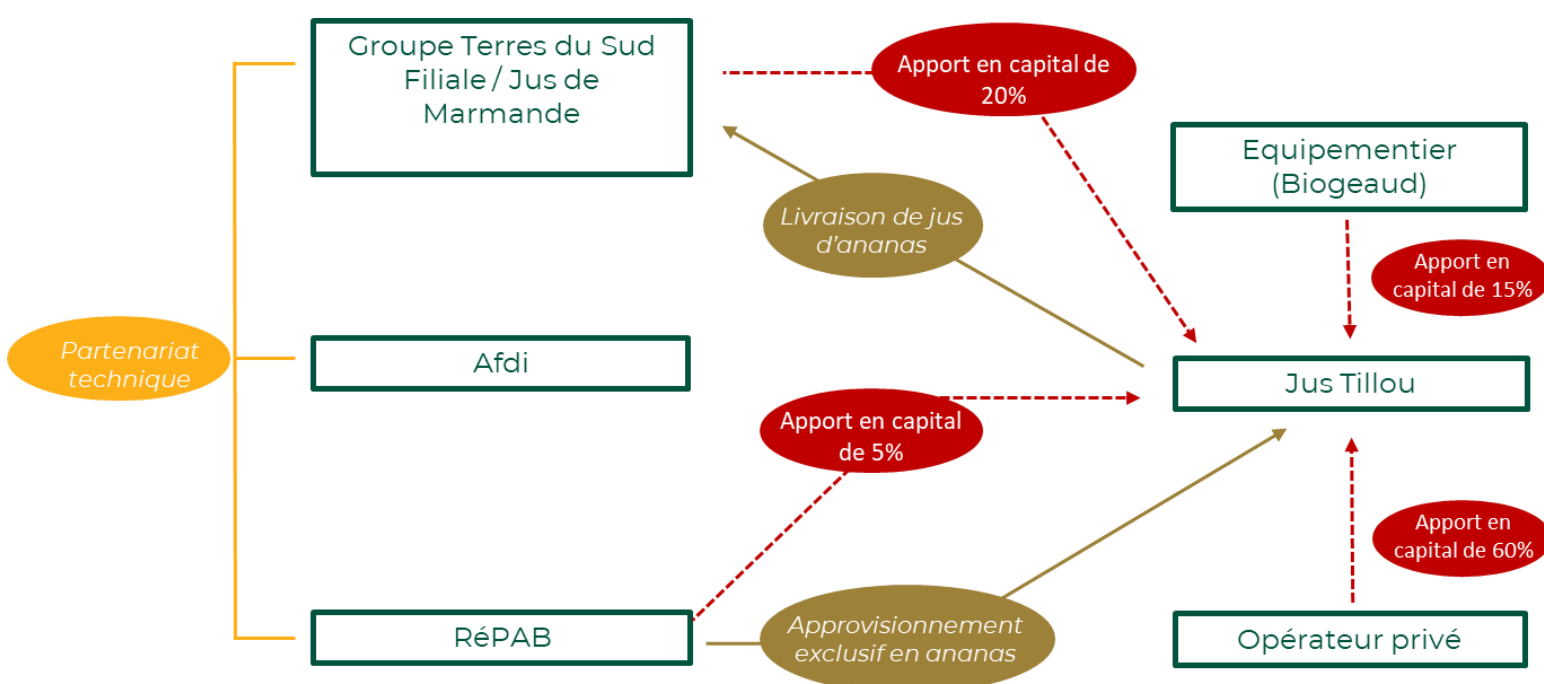 Groupe Terres du Sud
Filiale / Jus de
Marmande
Apport en capital de
20%
Equipementier
(Biogeaud)
Livraison de jus
d'ananas
Apport en
capital de 15%
Partenariat
technique
Afdi
Jus Tillou
Apport en capital
de 5%
Apport en
capital de 60%
RéPAB
Approvisionnement
exclusif en ananas
Opérateur privé